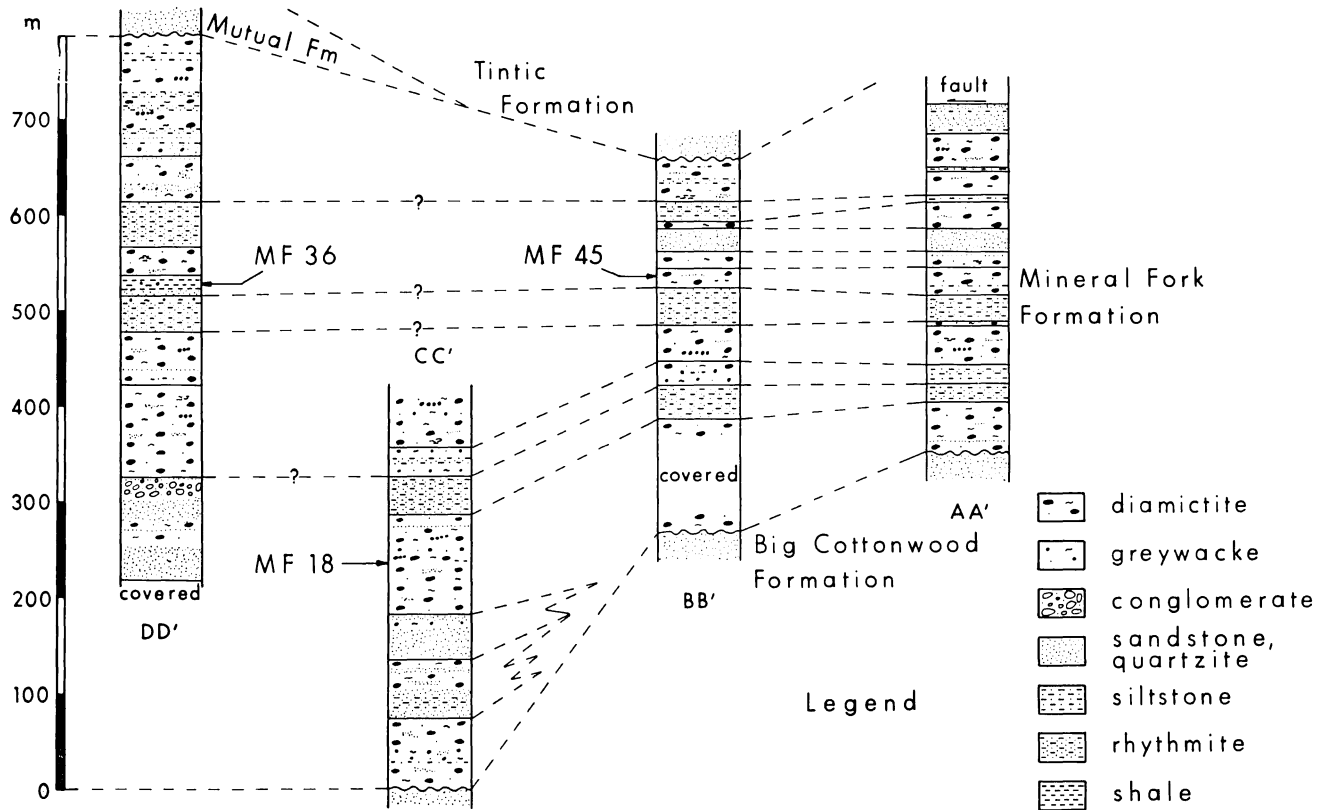 m
Mutual Fm
Tintic
Formation
fault
700
600
500
400
300
200
100
0
?
?
?
?
MF 36
MF 45
MF 18
Mineral Fork
Formation
CC'
covered
covered
DD'
BB'
AA'
Big Cottonwood
Formation
Legend
diamictite
greywacke
conglomerate
sandstone,
quartzite
siltstone
rhythmite
shale